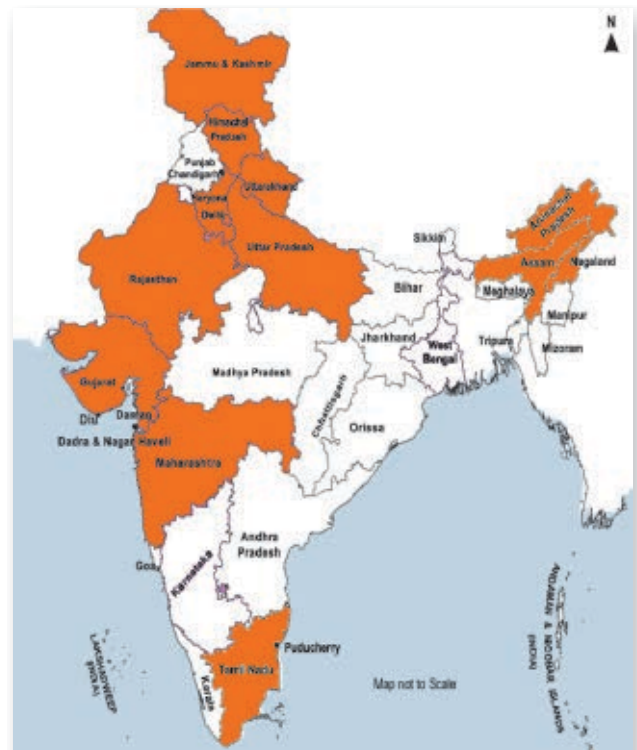 N
Jammu & Kashmir
Himachal
Pradesh
Punjab
Chandigarh
Uttarakhand
Haryana
Delhi
Arunachal
Pradesh
Sikkim
Uttar Pradesh
Rajasthan
Assam
Nagaland
Bihar
Meghalaya
Manipur
Jharkhand
West
Bengal
Tripura
Mizoram
Madhya Pradesh
Gujarat
Chhattisgarh
Diu
Daman
Orissa
Dadra & Nagar Haveli
Maharashtra
Andhra
Pradesh
Goa
Karnataka
Puducherry
LAKSHADWEEP
(INDIA)
Tamil Nadu
Kerala
Map not to Scale
ANDAMAN & NICOBAR ISLANDS
(INDIA)